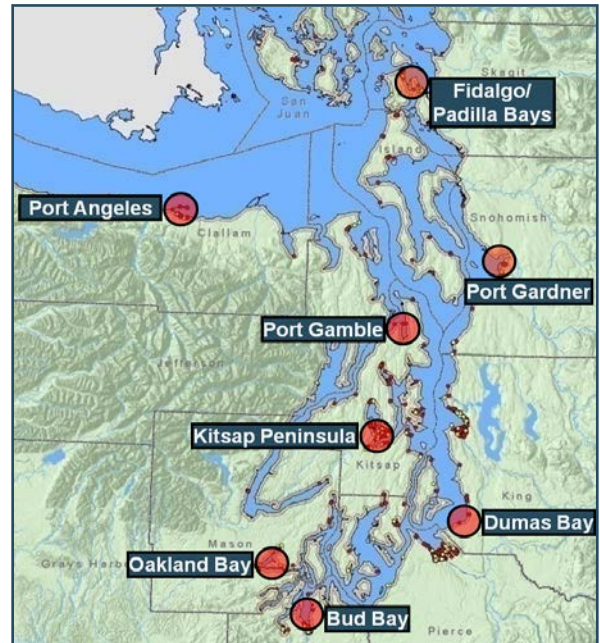 Skagit
Fidalgo/
Padilla Bays
San
Juan
Island
Port Angeles
Clallam
Snohomish
Port Gardner
Port Gamble
Jefferson
Kitsap Peninsula
Kitsap
King
Dumas Bay
Mason
Oakland Bay
Grays Harbo
Bud Bay
Pierce